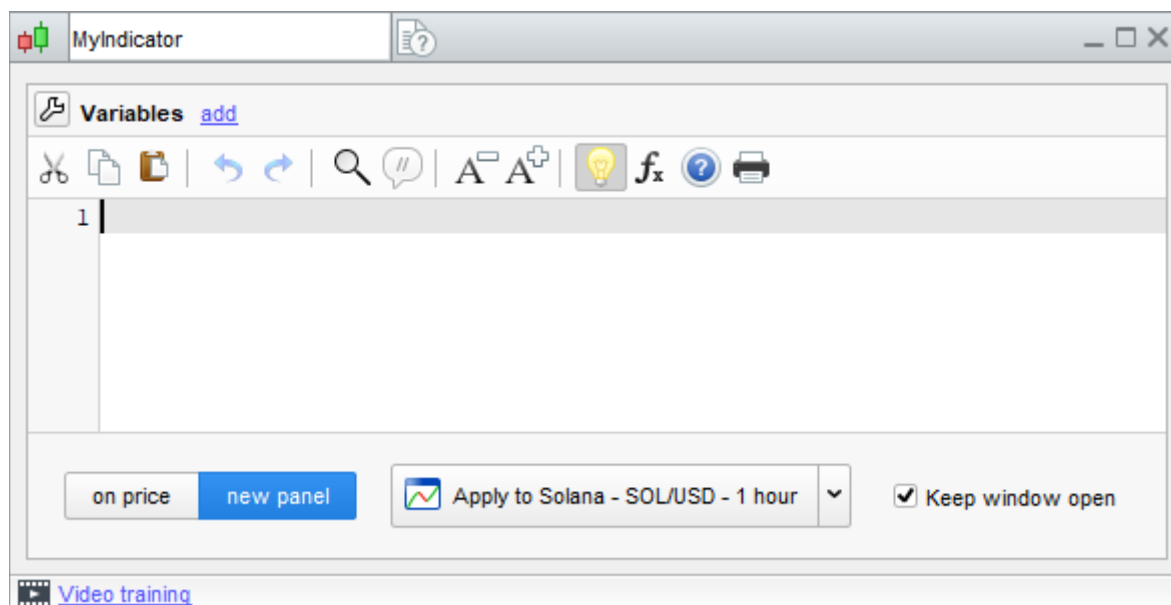 MyIndicator
Variables add
// A A fx ?
1
on price new panel Apply to Solana - SOL/USD - 1 hour Keep window open
Video training